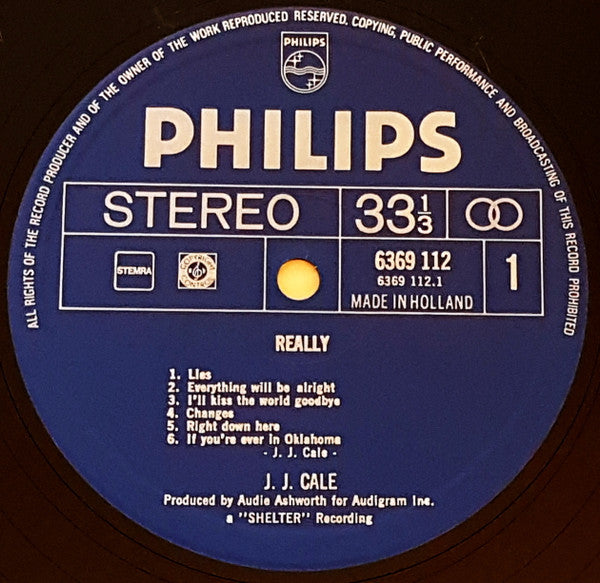 ALL RIGHTS OF THE RECORD PRODUCER AND OF THE OWNER OF THE WORK REPRODUCED RESERVED. COPYING, PUBLIC PERFORMANCE AND BROADCASTING OF THIS RECORD PROHIBITED
PHILIPS
PHILIPS
STEREO 33⅓
STEMRA
6369 112
6369 112.1
1
MADE IN HOLLAND
REALLY
1. Lies
2. Everything will be alright
3. I'll kiss the world goodbye
4. Changes
5. Right down here
6. If you're ever in Oklahoma
- J. J. Cale -
J. J. CALE
Produced by Audie Ashworth for Audigram Inc.
a "SHELTER" Recording